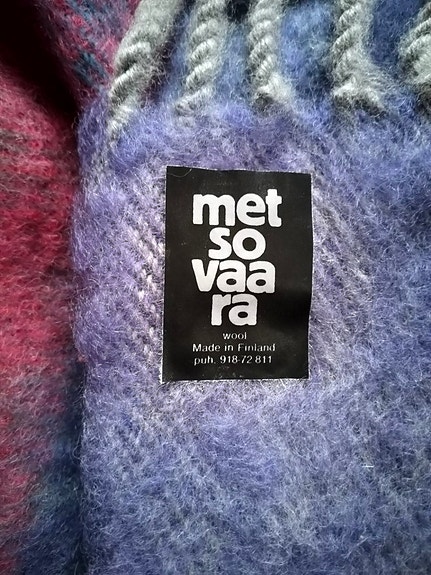 met
so
vaa
ra
wool
Made in Finland
puh. 918-72 811